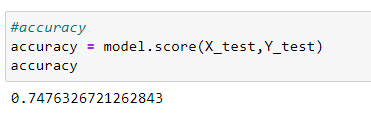 #accuracy
accuracy = model.score(X_test,Y_test)
accuracy
0.7476326721262843